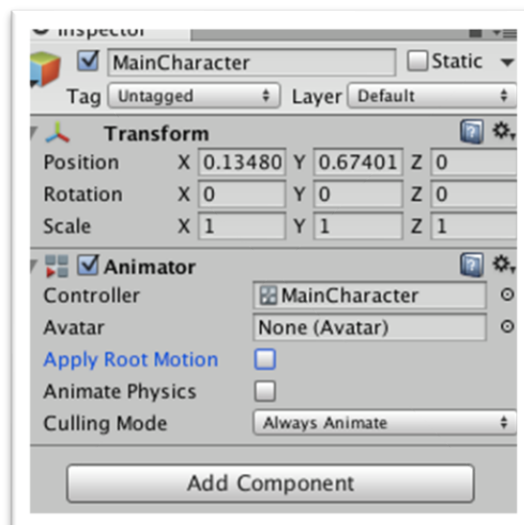 Inspector
MainCharacter Static
Tag Untagged Layer Default
Transform
Position X 0.13480 Y 0.67401 Z 0
Rotation X 0 Y 0 Z 0
Scale X 1 Y 1 Z 1
Animator
Controller MainCharacter
Avatar None (Avatar)
Apply Root Motion
Animate Physics
Culling Mode Always Animate
Add Component